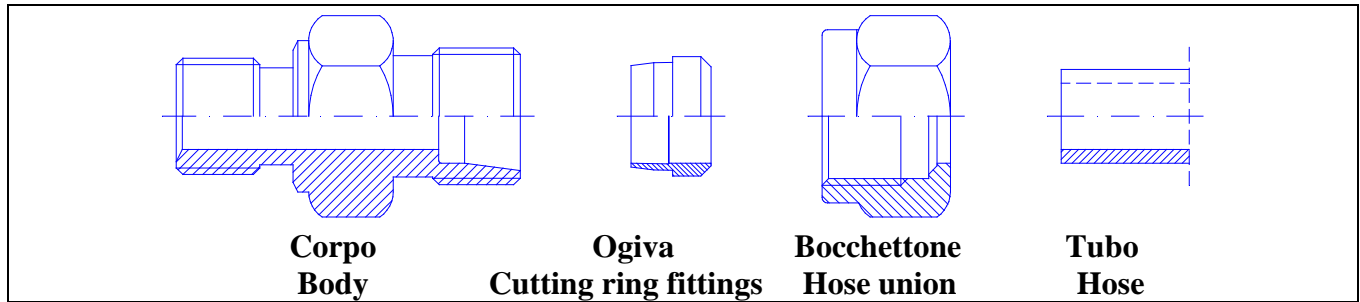 Corpo Ogiva Bocchettone Tubo
Body Cutting ring fittings Hose union Hose